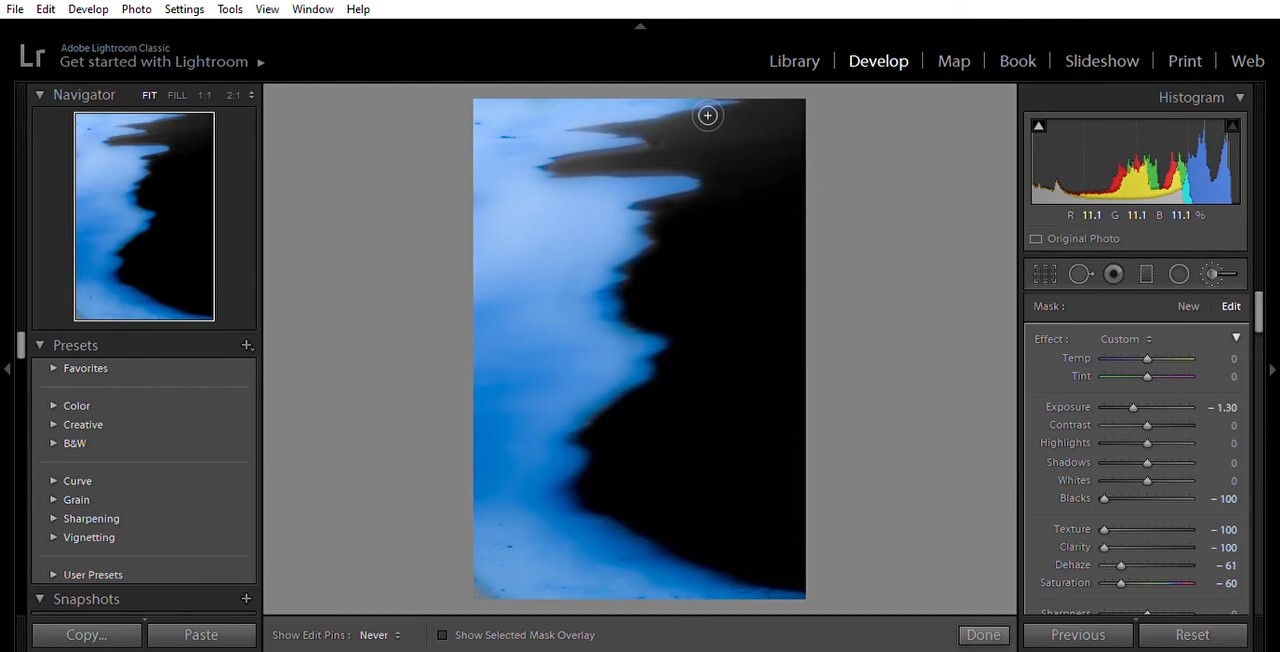 File Edit Develop Photo Settings Tools View Window Help
Lr
Adobe Lightroom Classic
Get started with Lightroom
Library | Develop | Map | Book | Slideshow | Print | Web
Navigator FIT FILL 1:1 2:1
Histogram
R 11.1 G 11.1 B 11.1 %
Original Photo
Mask : New Edit
Effect : Custom
Temp 0
Tint 0
Exposure – 1.30
Contrast 0
Highlights 0
Shadows 0
Whites 0
Blacks – 100
Texture – 100
Clarity – 100
Dehaze – 61
Saturation – 60
Sharpness
Presets +
Favorites
Color
Creative
B&W
Curve
Grain
Sharpening
Vignetting
User Presets
Snapshots +
Copy... Paste
Show Edit Pins : Never Show Selected Mask Overlay Done
Previous Reset